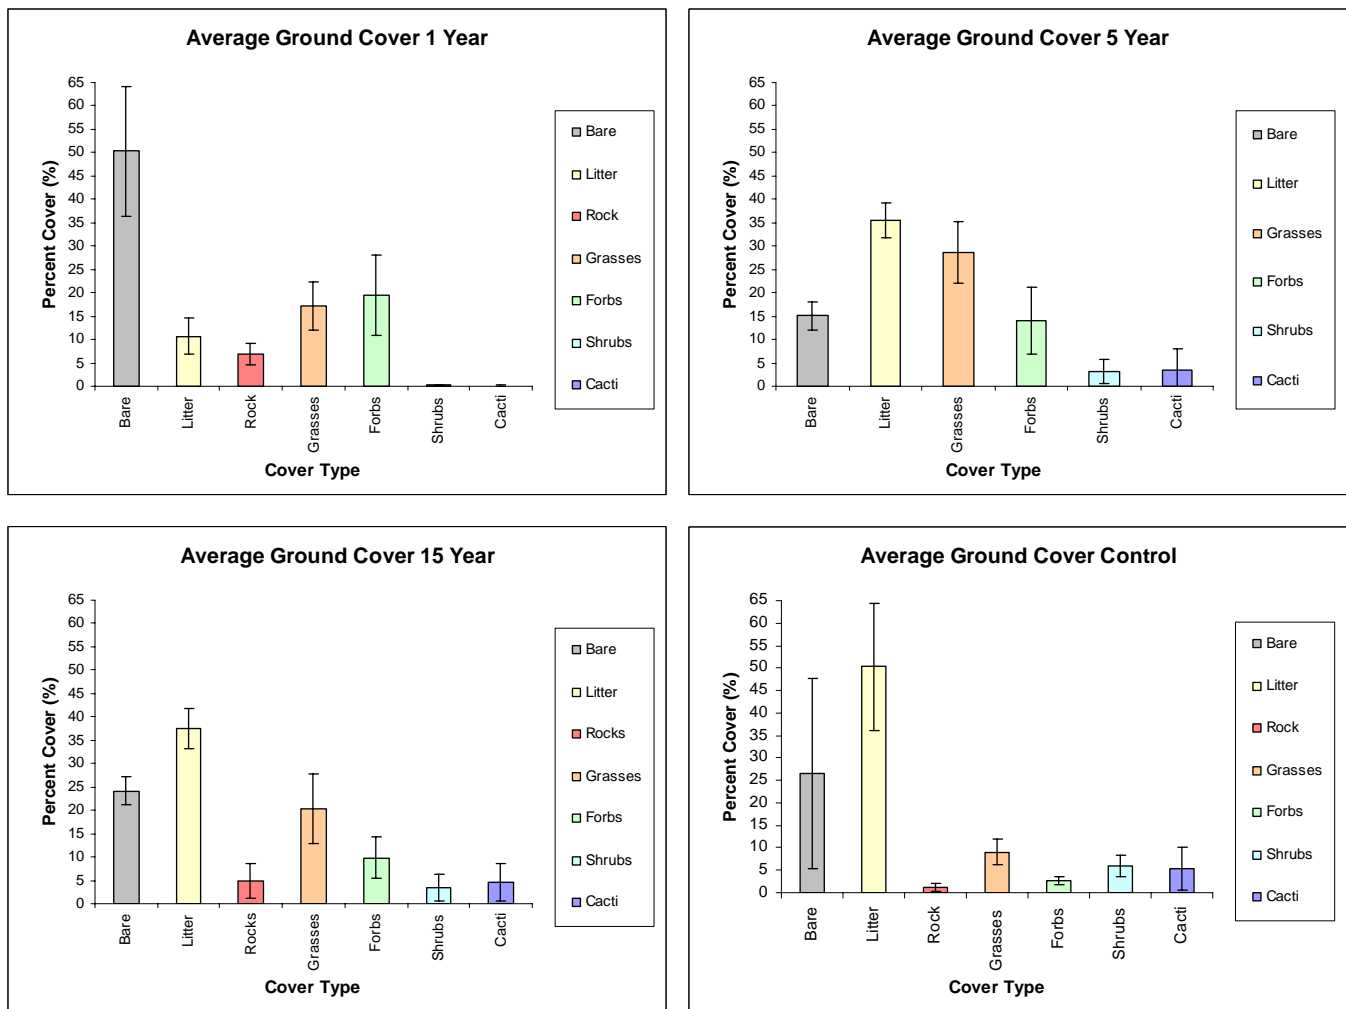 Average Ground Cover 1 Year
Percent Cover (%)
65
60
55
50
45
40
35
30
25
20
15
10
5
0
Bare
Litter
Rock
Grasses
Forbs
Shrubs
Cacti
Cover Type
Bare
Litter
Rock
Grasses
Forbs
Shrubs
Cacti
Average Ground Cover 5 Year
Percent Cover (%)
65
60
55
50
45
40
35
30
25
20
15
10
5
0
Bare
Litter
Grasses
Forbs
Shrubs
Cacti
Cover Type
Bare
Litter
Grasses
Forbs
Shrubs
Cacti
Average Ground Cover 15 Year
Percent Cover (%)
65
60
55
50
45
40
35
30
25
20
15
10
5
0
Bare
Litter
Rocks
Grasses
Forbs
Shrubs
Cacti
Cover Type
Bare
Litter
Rocks
Grasses
Forbs
Shrubs
Cacti
Average Ground Cover Control
Percent Cover (%)
65
60
55
50
45
40
35
30
25
20
15
10
5
0
Bare
Litter
Rock
Grasses
Forbs
Shrubs
Cacti
Cover Type
Bare
Litter
Rock
Grasses
Forbs
Shrubs
Cacti